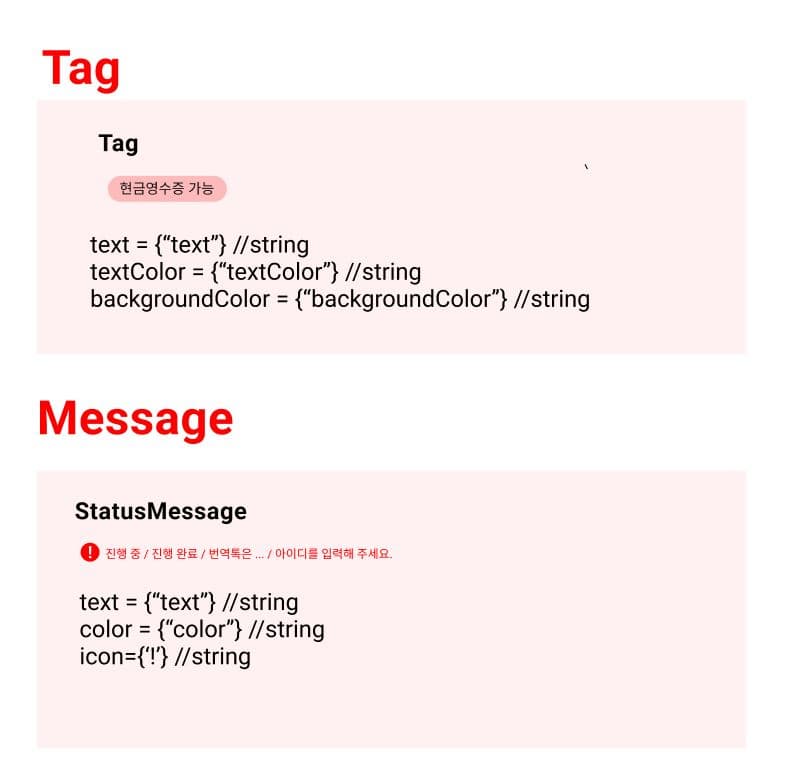 Tag
Tag
현금영수증 가능
text = {“text”} //string
textColor = {“textColor”} //string
backgroundColor = {“backgroundColor”} //string
Message
StatusMessage
! 진행 중 / 진행 완료 / 번역톡은 ... / 아이디를 입력해 주세요.
text = {“text”} //string
color = {“color”} //string
icon={‘!’} //string